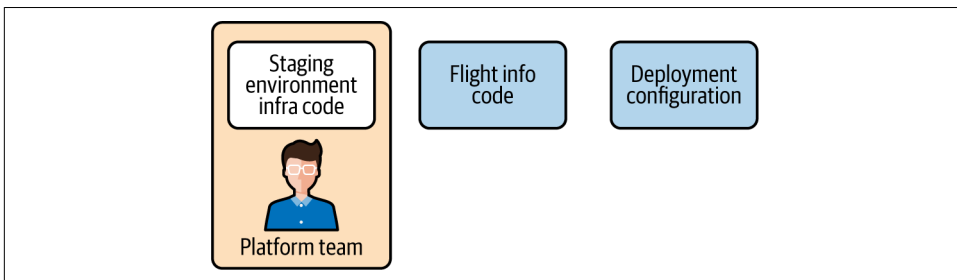 Staging
environment
infra code
Flight info
code
Deployment
configuration
Platform team